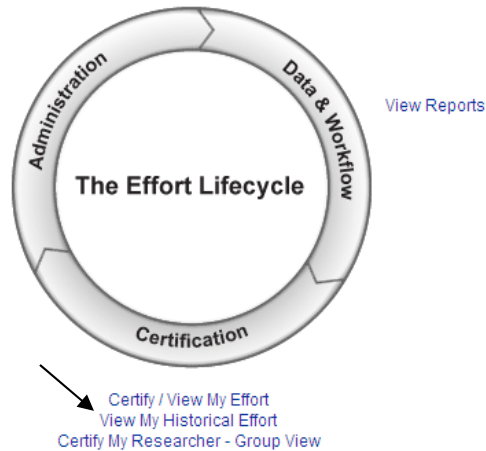 Administration
Data & Workflow
View Reports
The Effort Lifecycle
Certification
Certify / View My Effort
View My Historical Effort
Certify My Researcher - Group View